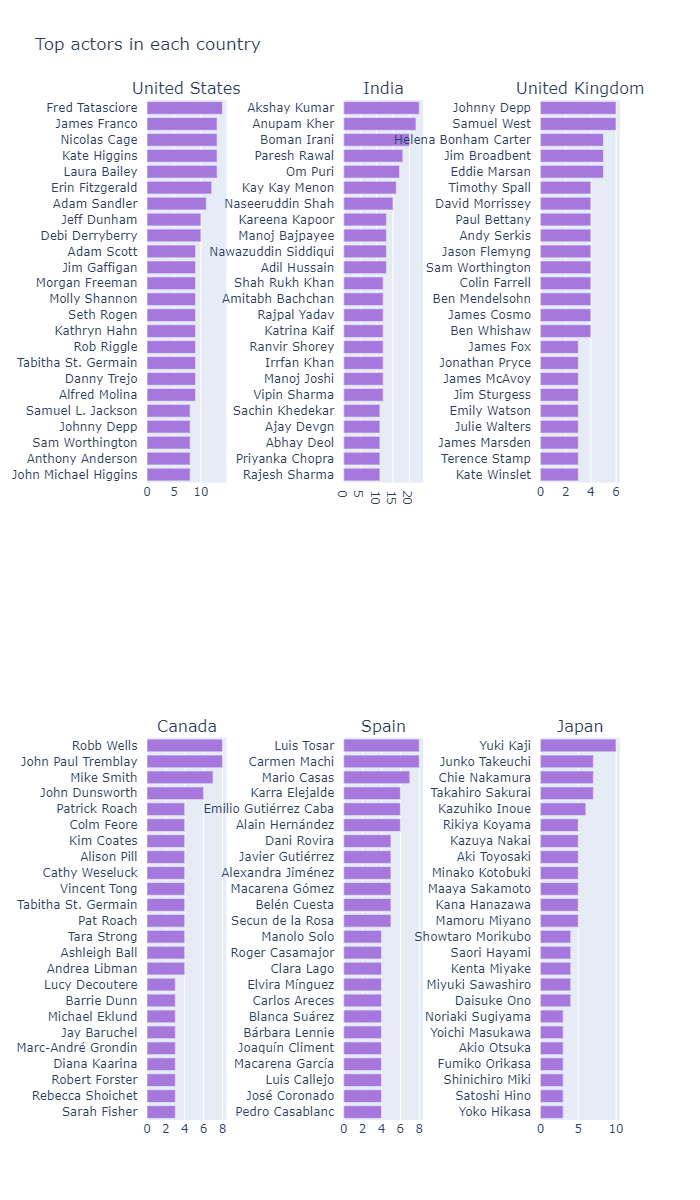 Top actors in each country
United States
Fred Tatasciore
James Franco
Nicolas Cage
Kate Higgins
Laura Bailey
Erin Fitzgerald
Adam Sandler
Jeff Dunham
Debi Derryberry
Adam Scott
Jim Gaffigan
Morgan Freeman
Molly Shannon
Seth Rogen
Kathryn Hahn
Rob Riggle
Tabitha St. Germain
Danny Trejo
Alfred Molina
Samuel L. Jackson
Johnny Depp
Sam Worthington
Anthony Anderson
John Michael Higgins
0 5 10
India
Akshay Kumar
Anupam Kher
Boman Irani
Paresh Rawal
Om Puri
Kay Kay Menon
Naseeruddin Shah
Kareena Kapoor
Manoj Bajpayee
Nawazuddin Siddiqui
Adil Hussain
Shah Rukh Khan
Amitabh Bachchan
Rajpal Yadav
Katrina Kaif
Ranvir Shorey
Irrfan Khan
Manoj Joshi
Vipin Sharma
Sachin Khedekar
Ajay Devgn
Abhay Deol
Priyanka Chopra
Rajesh Sharma
0 5 10 15 20
United Kingdom
Johnny Depp
Samuel West
Helena Bonham Carter
Jim Broadbent
Eddie Marsan
Timothy Spall
David Morrissey
Paul Bettany
Andy Serkis
Jason Flemyng
Sam Worthington
Colin Farrell
Ben Mendelsohn
James Cosmo
Ben Whishaw
James Fox
Jonathan Pryce
James McAvoy
Jim Sturgess
Emily Watson
Julie Walters
James Marsden
Terence Stamp
Kate Winslet
0 2 4 6
Canada
Robb Wells
John Paul Tremblay
Mike Smith
John Dunsworth
Patrick Roach
Colm Feore
Kim Coates
Alison Pill
Cathy Weseluck
Vincent Tong
Tabitha St. Germain
Pat Roach
Tara Strong
Ashleigh Ball
Andrea Libman
Lucy Decoutere
Barrie Dunn
Michael Eklund
Jay Baruchel
Marc-André Grondin
Diana Kaarina
Robert Forster
Rebecca Shoichet
Sarah Fisher
0 2 4 6 8
Spain
Luis Tosar
Carmen Machi
Mario Casas
Karra Elejalde
Emilio Gutiérrez Caba
Alain Hernández
Dani Rovira
Javier Gutiérrez
Alexandra Jiménez
Macarena Gómez
Belén Cuesta
Secun de la Rosa
Manolo Solo
Roger Casamajor
Clara Lago
Elvira Mínguez
Carlos Areces
Blanca Suárez
Bárbara Lennie
Joaquín Climent
Macarena García
Luis Callejo
José Coronado
Pedro Casablanc
0 2 4 6 8
Japan
Yuki Kaji
Junko Takeuchi
Chie Nakamura
Takahiro Sakurai
Kazuhiko Inoue
Rikiya Koyama
Kazuya Nakai
Aki Toyosaki
Minako Kotobuki
Maaya Sakamoto
Kana Hanazawa
Mamoru Miyano
Showtaro Morikubo
Saori Hayami
Kenta Miyake
Miyuki Sawashiro
Daisuke Ono
Noriaki Sugiyama
Yoichi Masukawa
Akio Otsuka
Fumiko Orikasa
Shinichiro Miki
Satoshi Hino
Yoko Hikasa
0 5 10